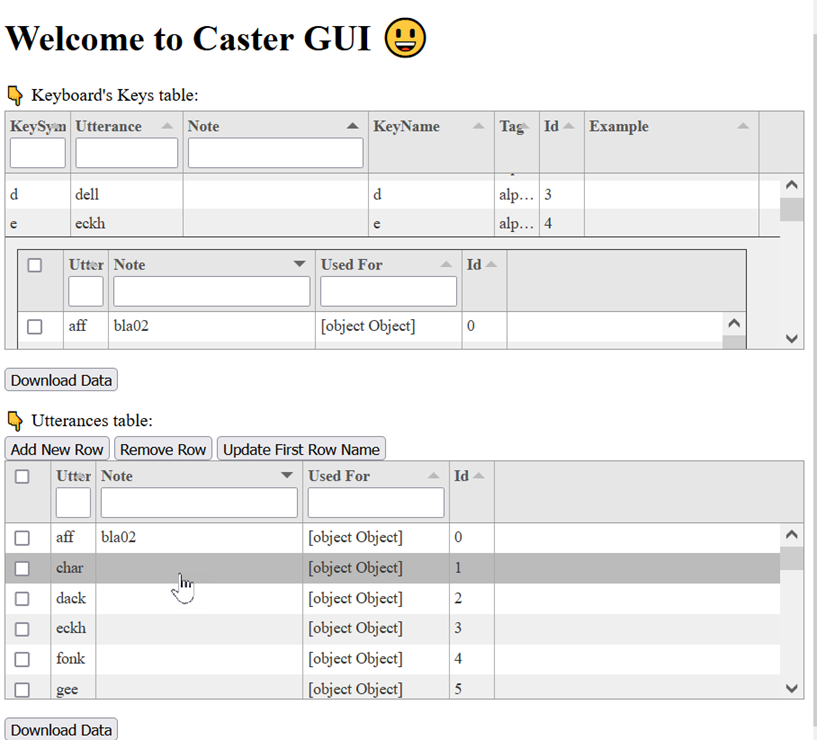 Welcome to Caster GUI 😃
👇 Keyboard's Keys table:
KeySym Utterance Note KeyName Tag Id Example
d dell d alp... 3
e eckh e alp... 4
Utter Note Used For Id
aff bla02 [object Object] 0
Download Data
👇 Utterances table:
Add New Row Remove Row Update First Row Name
Utter Note Used For Id
aff bla02 [object Object] 0
char [object Object] 1
dack [object Object] 2
eckh [object Object] 3
fonk [object Object] 4
gee [object Object] 5
Download Data